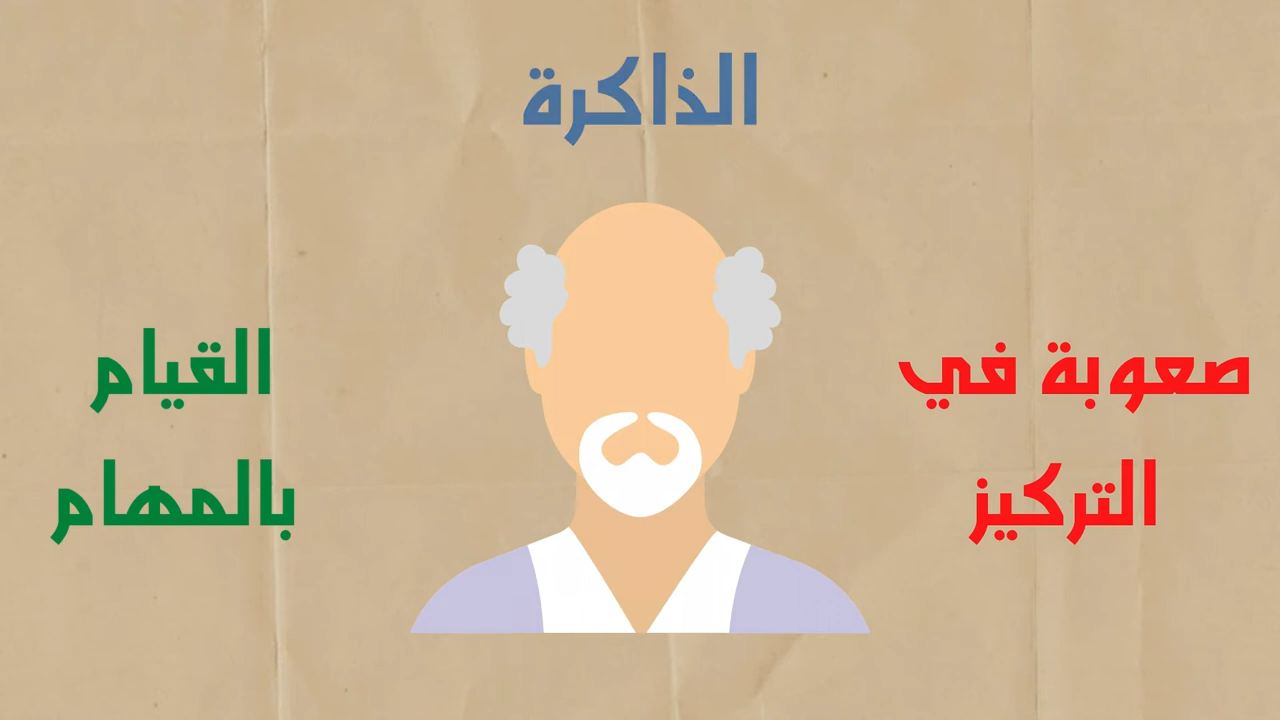 الذاكرة
صعوبة في
التركيز
القيام
بالمهام